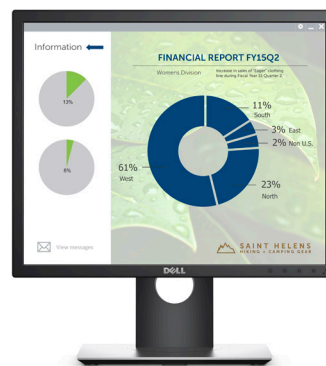 Information
FINANCIAL REPORT FY15Q2
Womens Division
Increase in sales of "Eager" clothing
line during Fiscal Year 15 Quarter 2
13%
8%
11%
South
3% East
2% Non U.S.
61%
West
23%
North
View messages
SAINT HELENS
HIKING & CAMPING GEAR
DELL